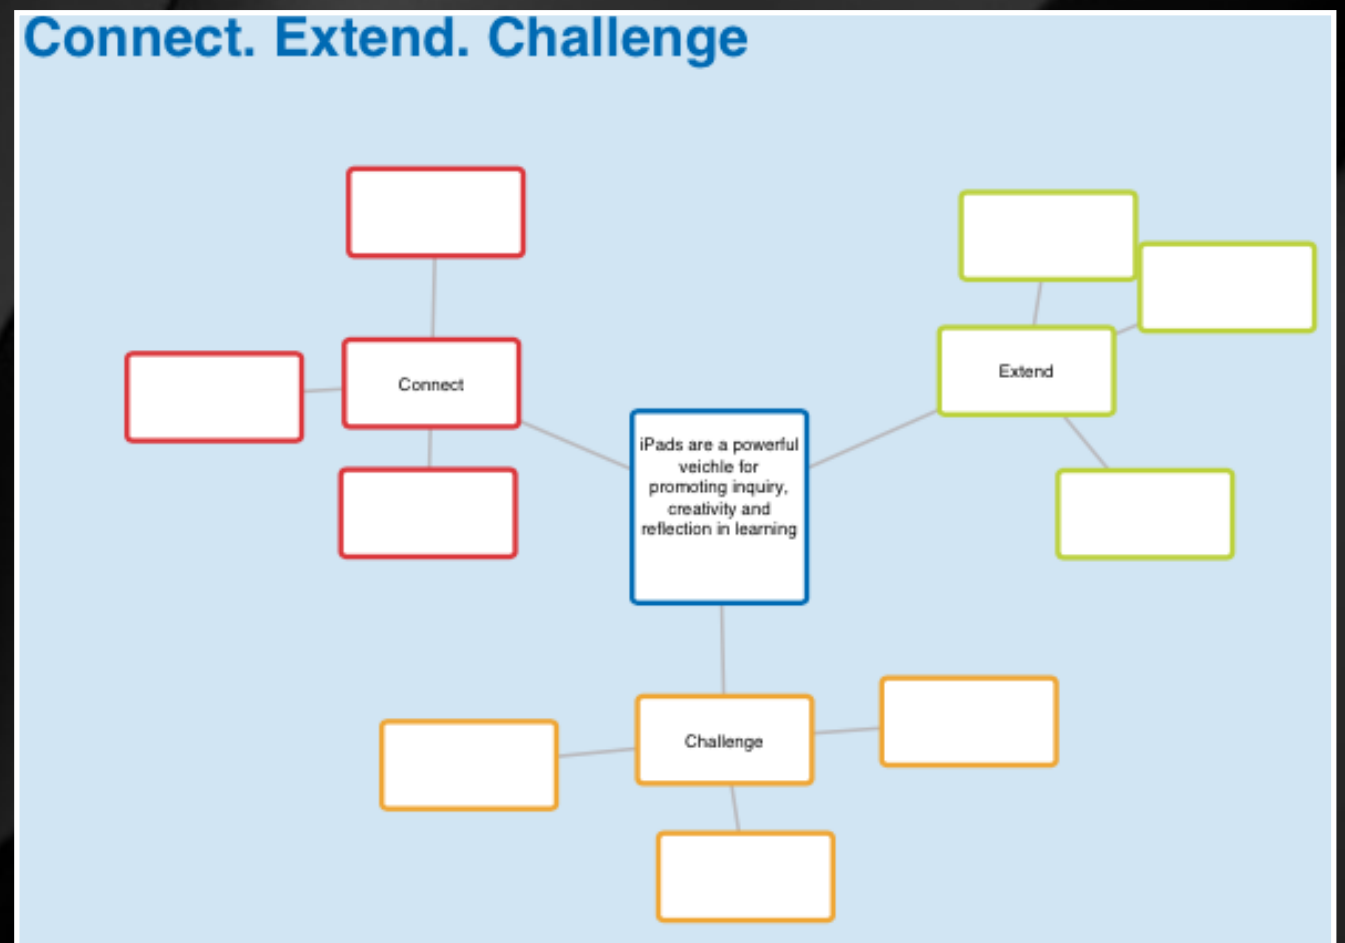 Connect. Extend. Challenge
Connect
Extend
iPads are a powerful
veichle for
promoting inquiry,
creativity and
reflection in learning
Challenge